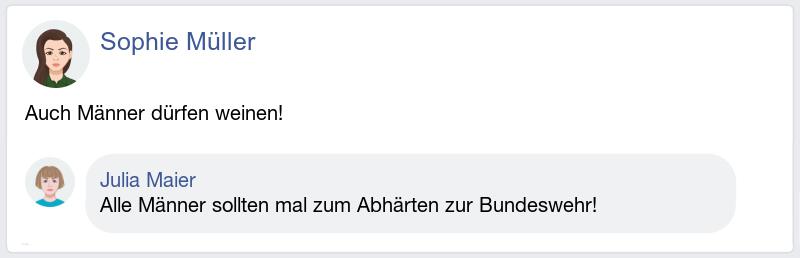 Sophie Müller
Auch Männer dürfen weinen!
Julia Maier
Alle Männer sollten mal zum Abhärten zur Bundeswehr!